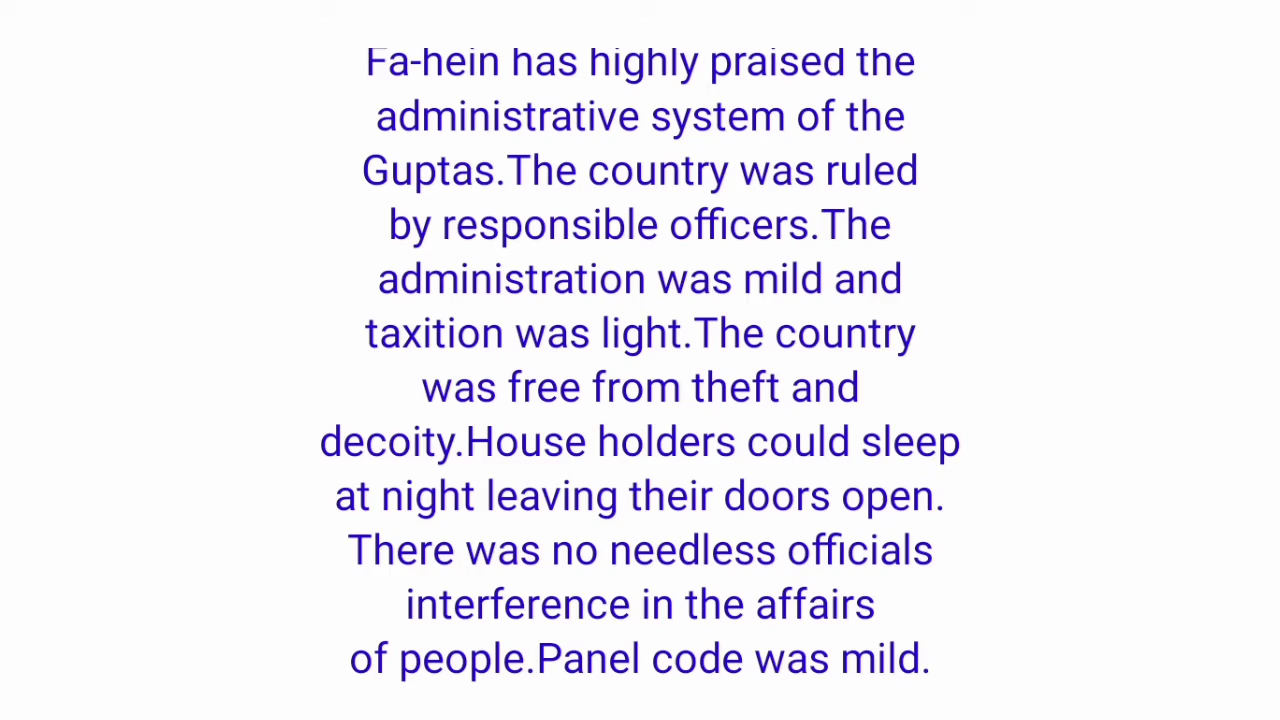 Fa-hein has highly praised the
administrative system of the
Guptas.The country was ruled
by responsible officers.The
administration was mild and
taxition was light.The country
was free from theft and
decoity.House holders could sleep
at night leaving their doors open.
There was no needless officials
interference in the affairs
of people.Panel code was mild.